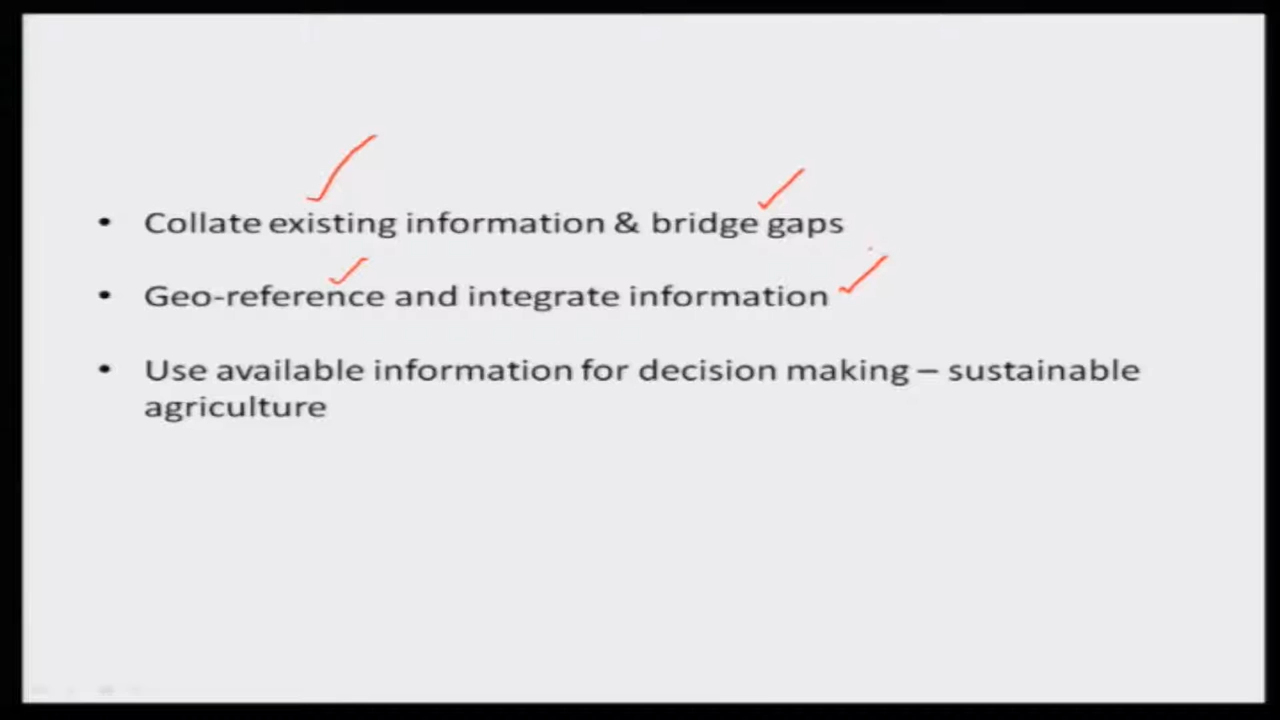 • Collate existing information & bridge gaps
• Geo-reference and integrate information
• Use available information for decision making – sustainable
agriculture